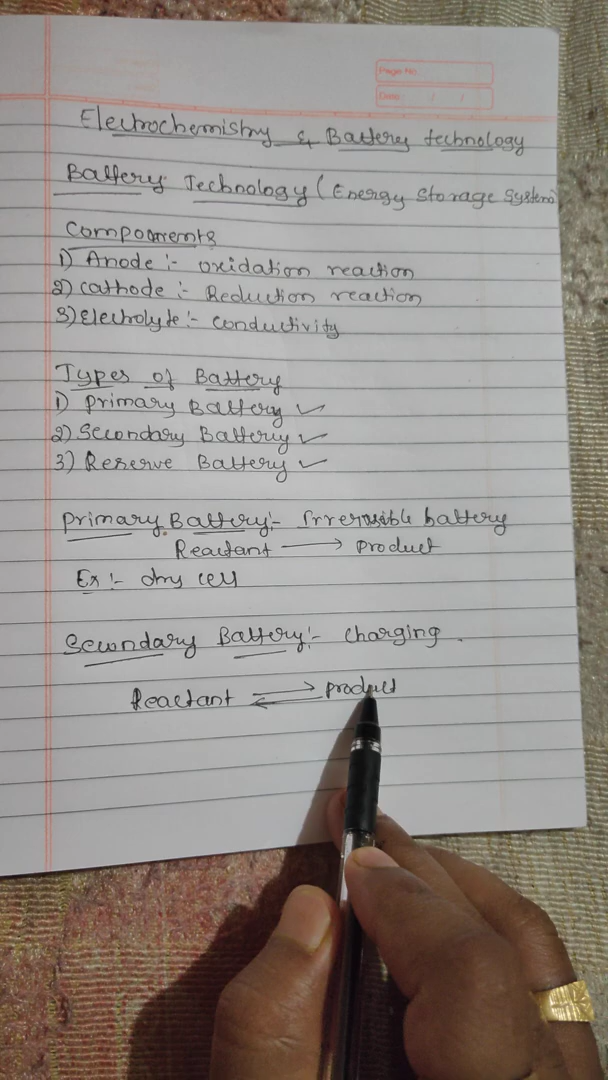 Page No
Date : / /
Electrochemistry & Battery technology
Battery Technology (Energy Storage System)
Components
1) Anode :- oxidation reaction
2) Cathode :- Reduction reaction
3) Electrolyte :- Conductivity
Types of Battery
1) Primary Battery ✓
2) Secondary Battery ✓
3) Reserve Battery ✓
Primary Battery :- Irreversible battery
Reactant → Product
Ex :- dry cell
Secondary Battery :- charging .
Reactant ⇌ product